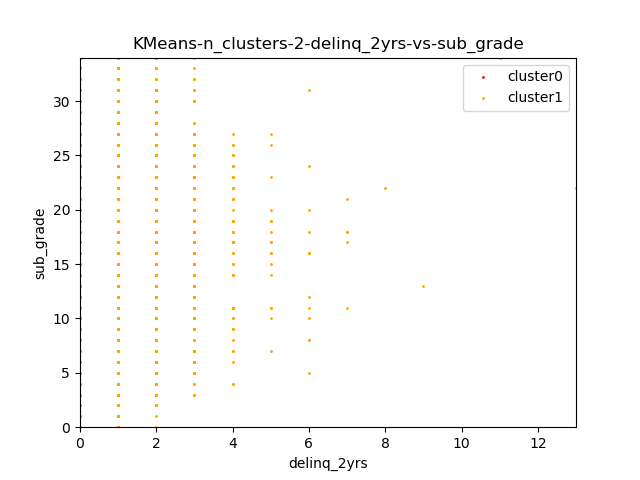 KMeans-n_clusters-2-delinq_2yrs-vs-sub_grade
cluster0
cluster1
30
25
20
15
10
5
0
sub_grade
0 2 4 6 8 10 12
delinq_2yrs